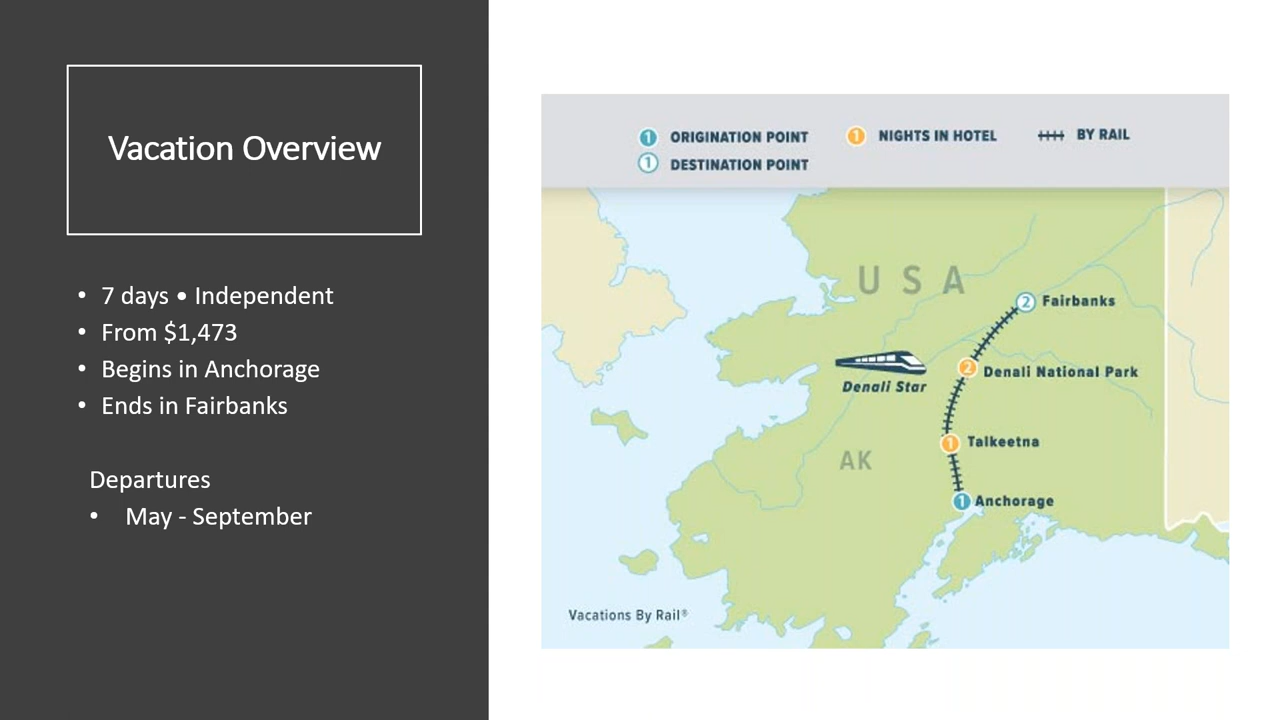 Vacation Overview
• 7 days • Independent
• From $1,473
• Begins in Anchorage
• Ends in Fairbanks
Departures
• May - September
1 ORIGINATION POINT
1 DESTINATION POINT
1 NIGHTS IN HOTEL
BY RAIL
USA
2 Fairbanks
2 Denali National Park
Denali Star
1 Talkeetna
AK
1 Anchorage
Vacations By Rail®